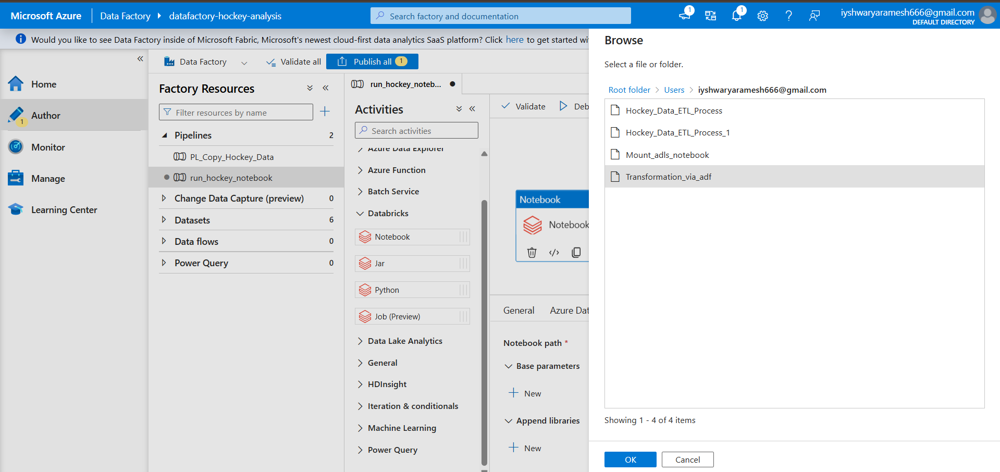 Microsoft Azure
Data Factory
datafactory-hockey-analysis
Search factory and documentation
1
1
iyshwaryaramesh666@gmail.com
DEFAULT DIRECTORY
Would you like to see Data Factory inside of Microsoft Fabric, Microsoft's newest cloud-first data analytics SaaS platform? Click here to get started wi
Home
Author
1
Monitor
Manage
Learning Center
Data Factory
Validate all
Publish all 1
Factory Resources
Filter resources by name
Pipelines 2
PL_Copy_Hockey_Data
run_hockey_notebook
Change Data Capture (preview) 0
Datasets 6
Data flows 0
Power Query 0
run_hockey_noteb...
Activities
Search activities
Azure Data Explorer
Azure Function
Batch Service
Databricks
Notebook
Jar
Python
Job (Preview)
Data Lake Analytics
General
HDInsight
Iteration & conditionals
Machine Learning
Power Query
Validate
Deb
Notebook
Notebook
General
Azure Dat
Notebook path *
Base parameters
New
Append libraries
New
Browse
Select a file or folder.
Root folder > Users > iyshwaryaramesh666@gmail.com
Hockey_Data_ETL_Process
Hockey_Data_ETL_Process_1
Mount_adls_notebook
Transformation_via_adf
Showing 1 - 4 of 4 items
OK
Cancel